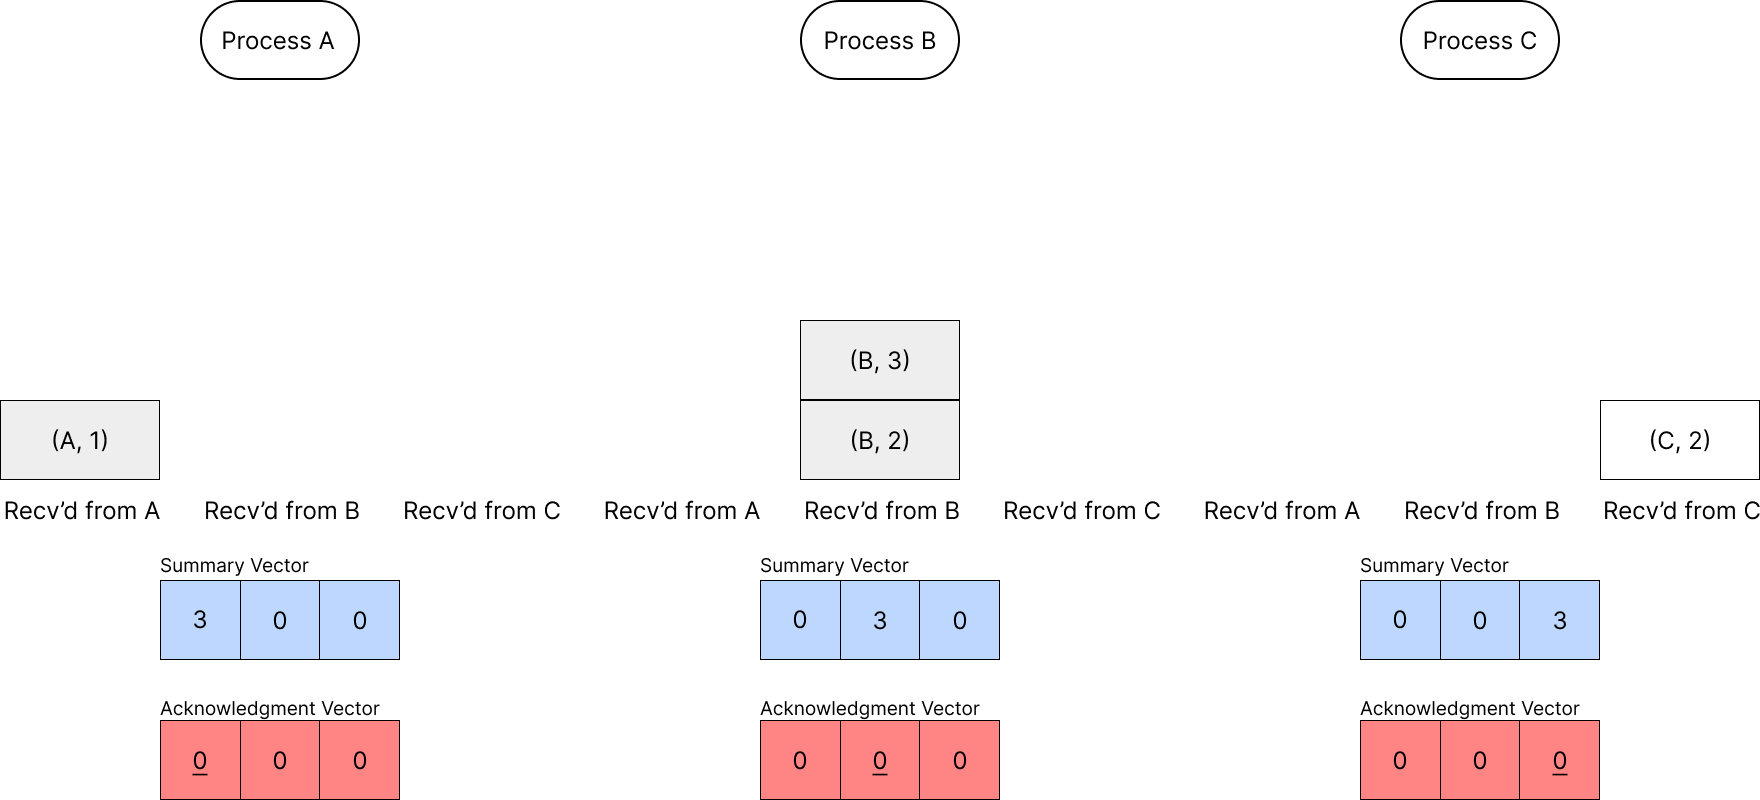 Process A
Process B
Process C
(B, 3)
(A, 1)
(B, 2)
(C, 2)
Recv’d from A
Recv’d from B
Recv’d from C
Recv’d from A
Recv’d from B
Recv’d from C
Recv’d from A
Recv’d from B
Recv’d from C
Summary Vector
Summary Vector
Summary Vector
3 0 0
0 3 0
0 0 3
Acknowledgment Vector
Acknowledgment Vector
Acknowledgment Vector
0 0 0
0 0 0
0 0 0